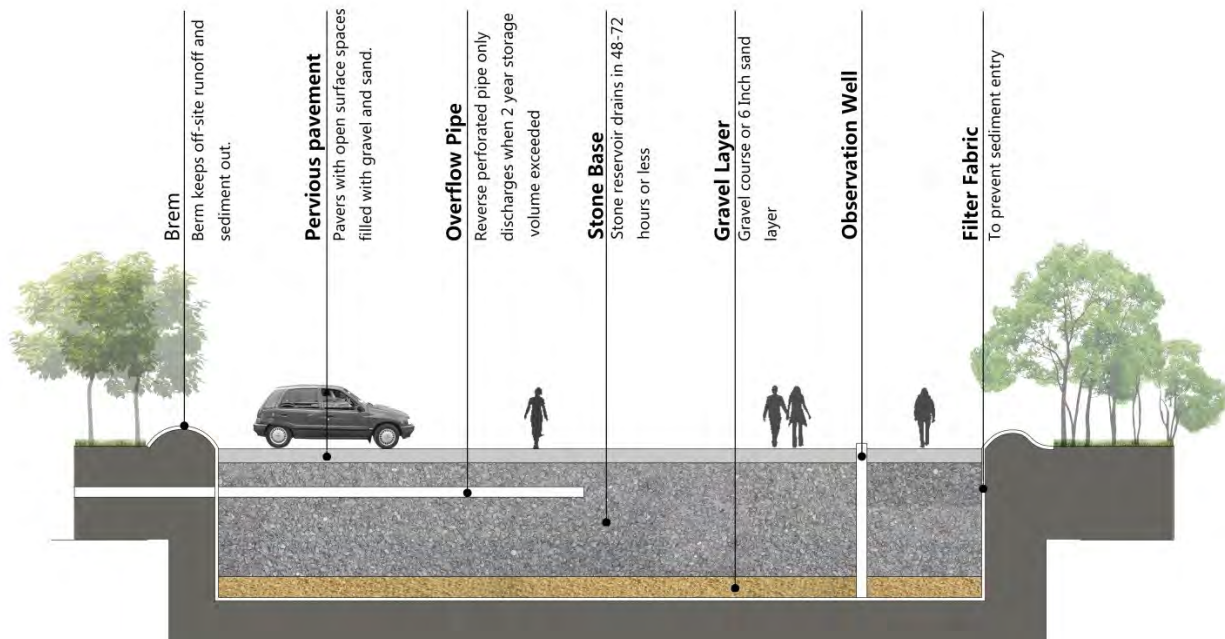 Brem
Berm keeps off-site runoff and
sediment out.
Pervious pavement
Pavers with open surface spaces
filled with gravel and sand.
Overflow Pipe
Reverse perforated pipe only
discharges when 2 year storage
volume exceeded
Stone Base
Stone reservoir drains in 48-72
hours or less
Gravel Layer
Gravel course or 6 Inch sand
layer
Observation Well
Filter Fabric
To prevent sediment entry